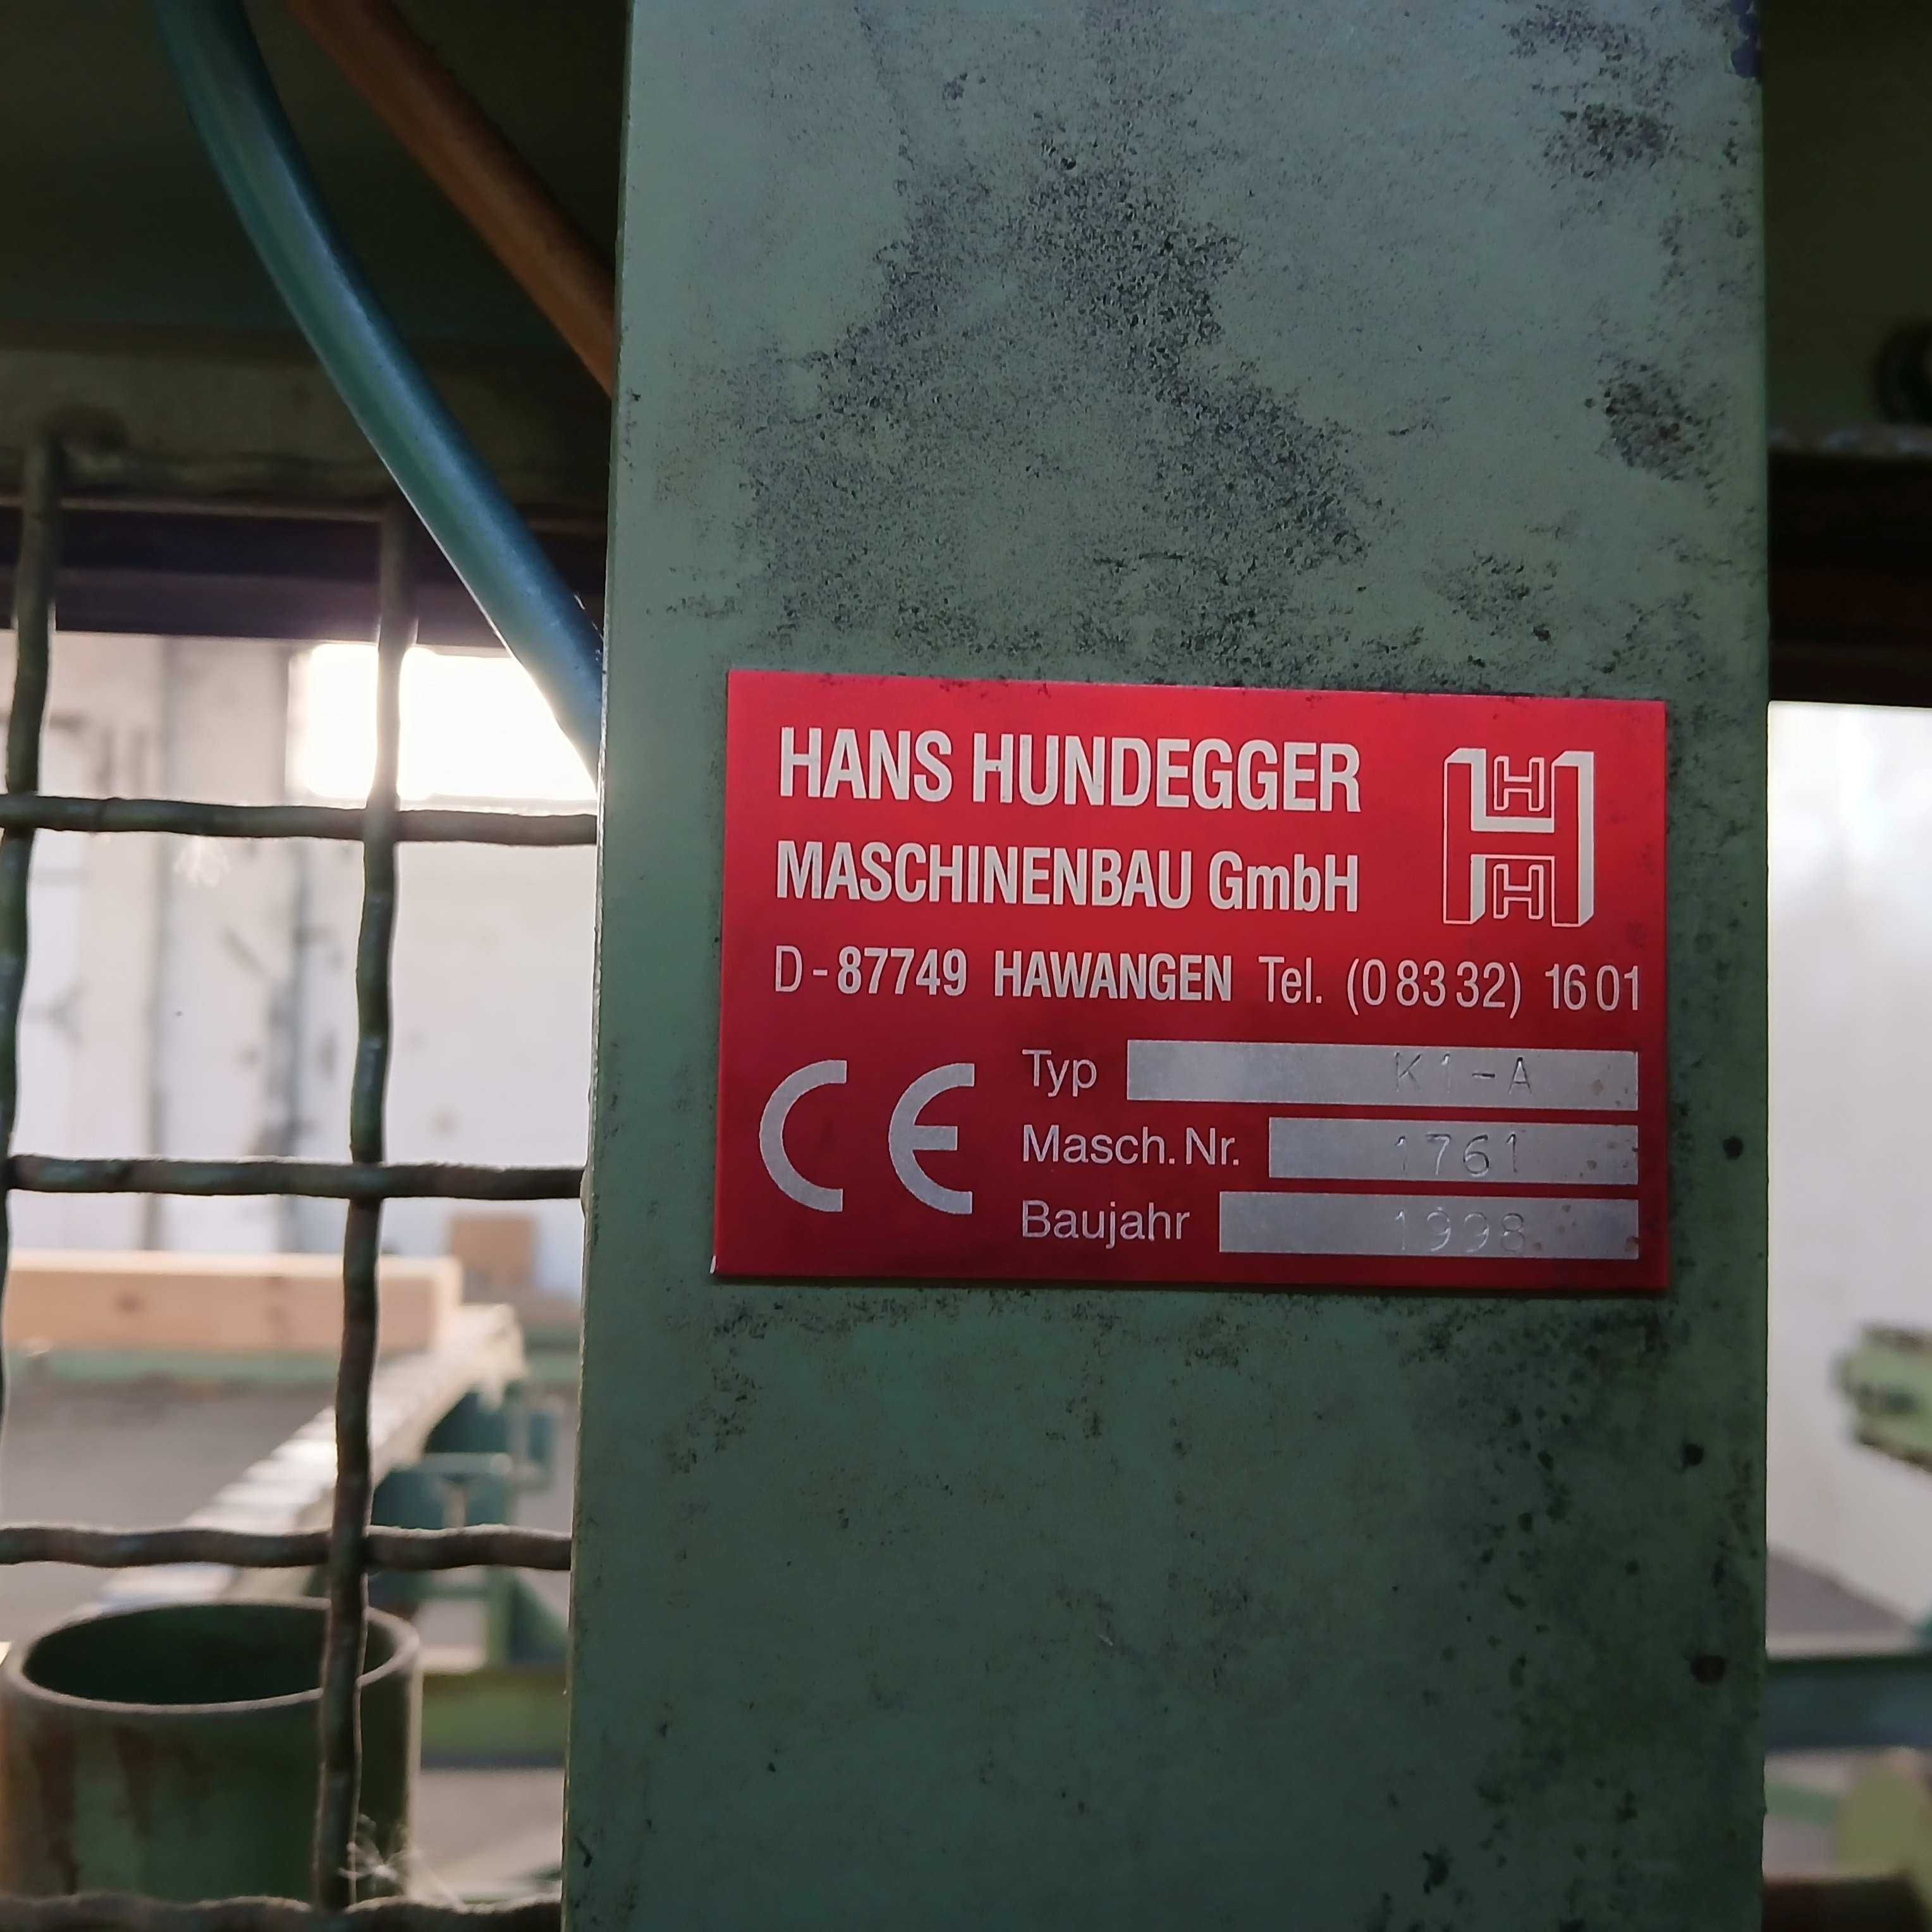 HANS HUNDEGGER
MASCHINENBAU GmbH
D-87749 HAWANGEN Tel. (0 83 32) 16 01
CE
Typ K1-A
Masch. Nr. 1761
Baujahr 1998